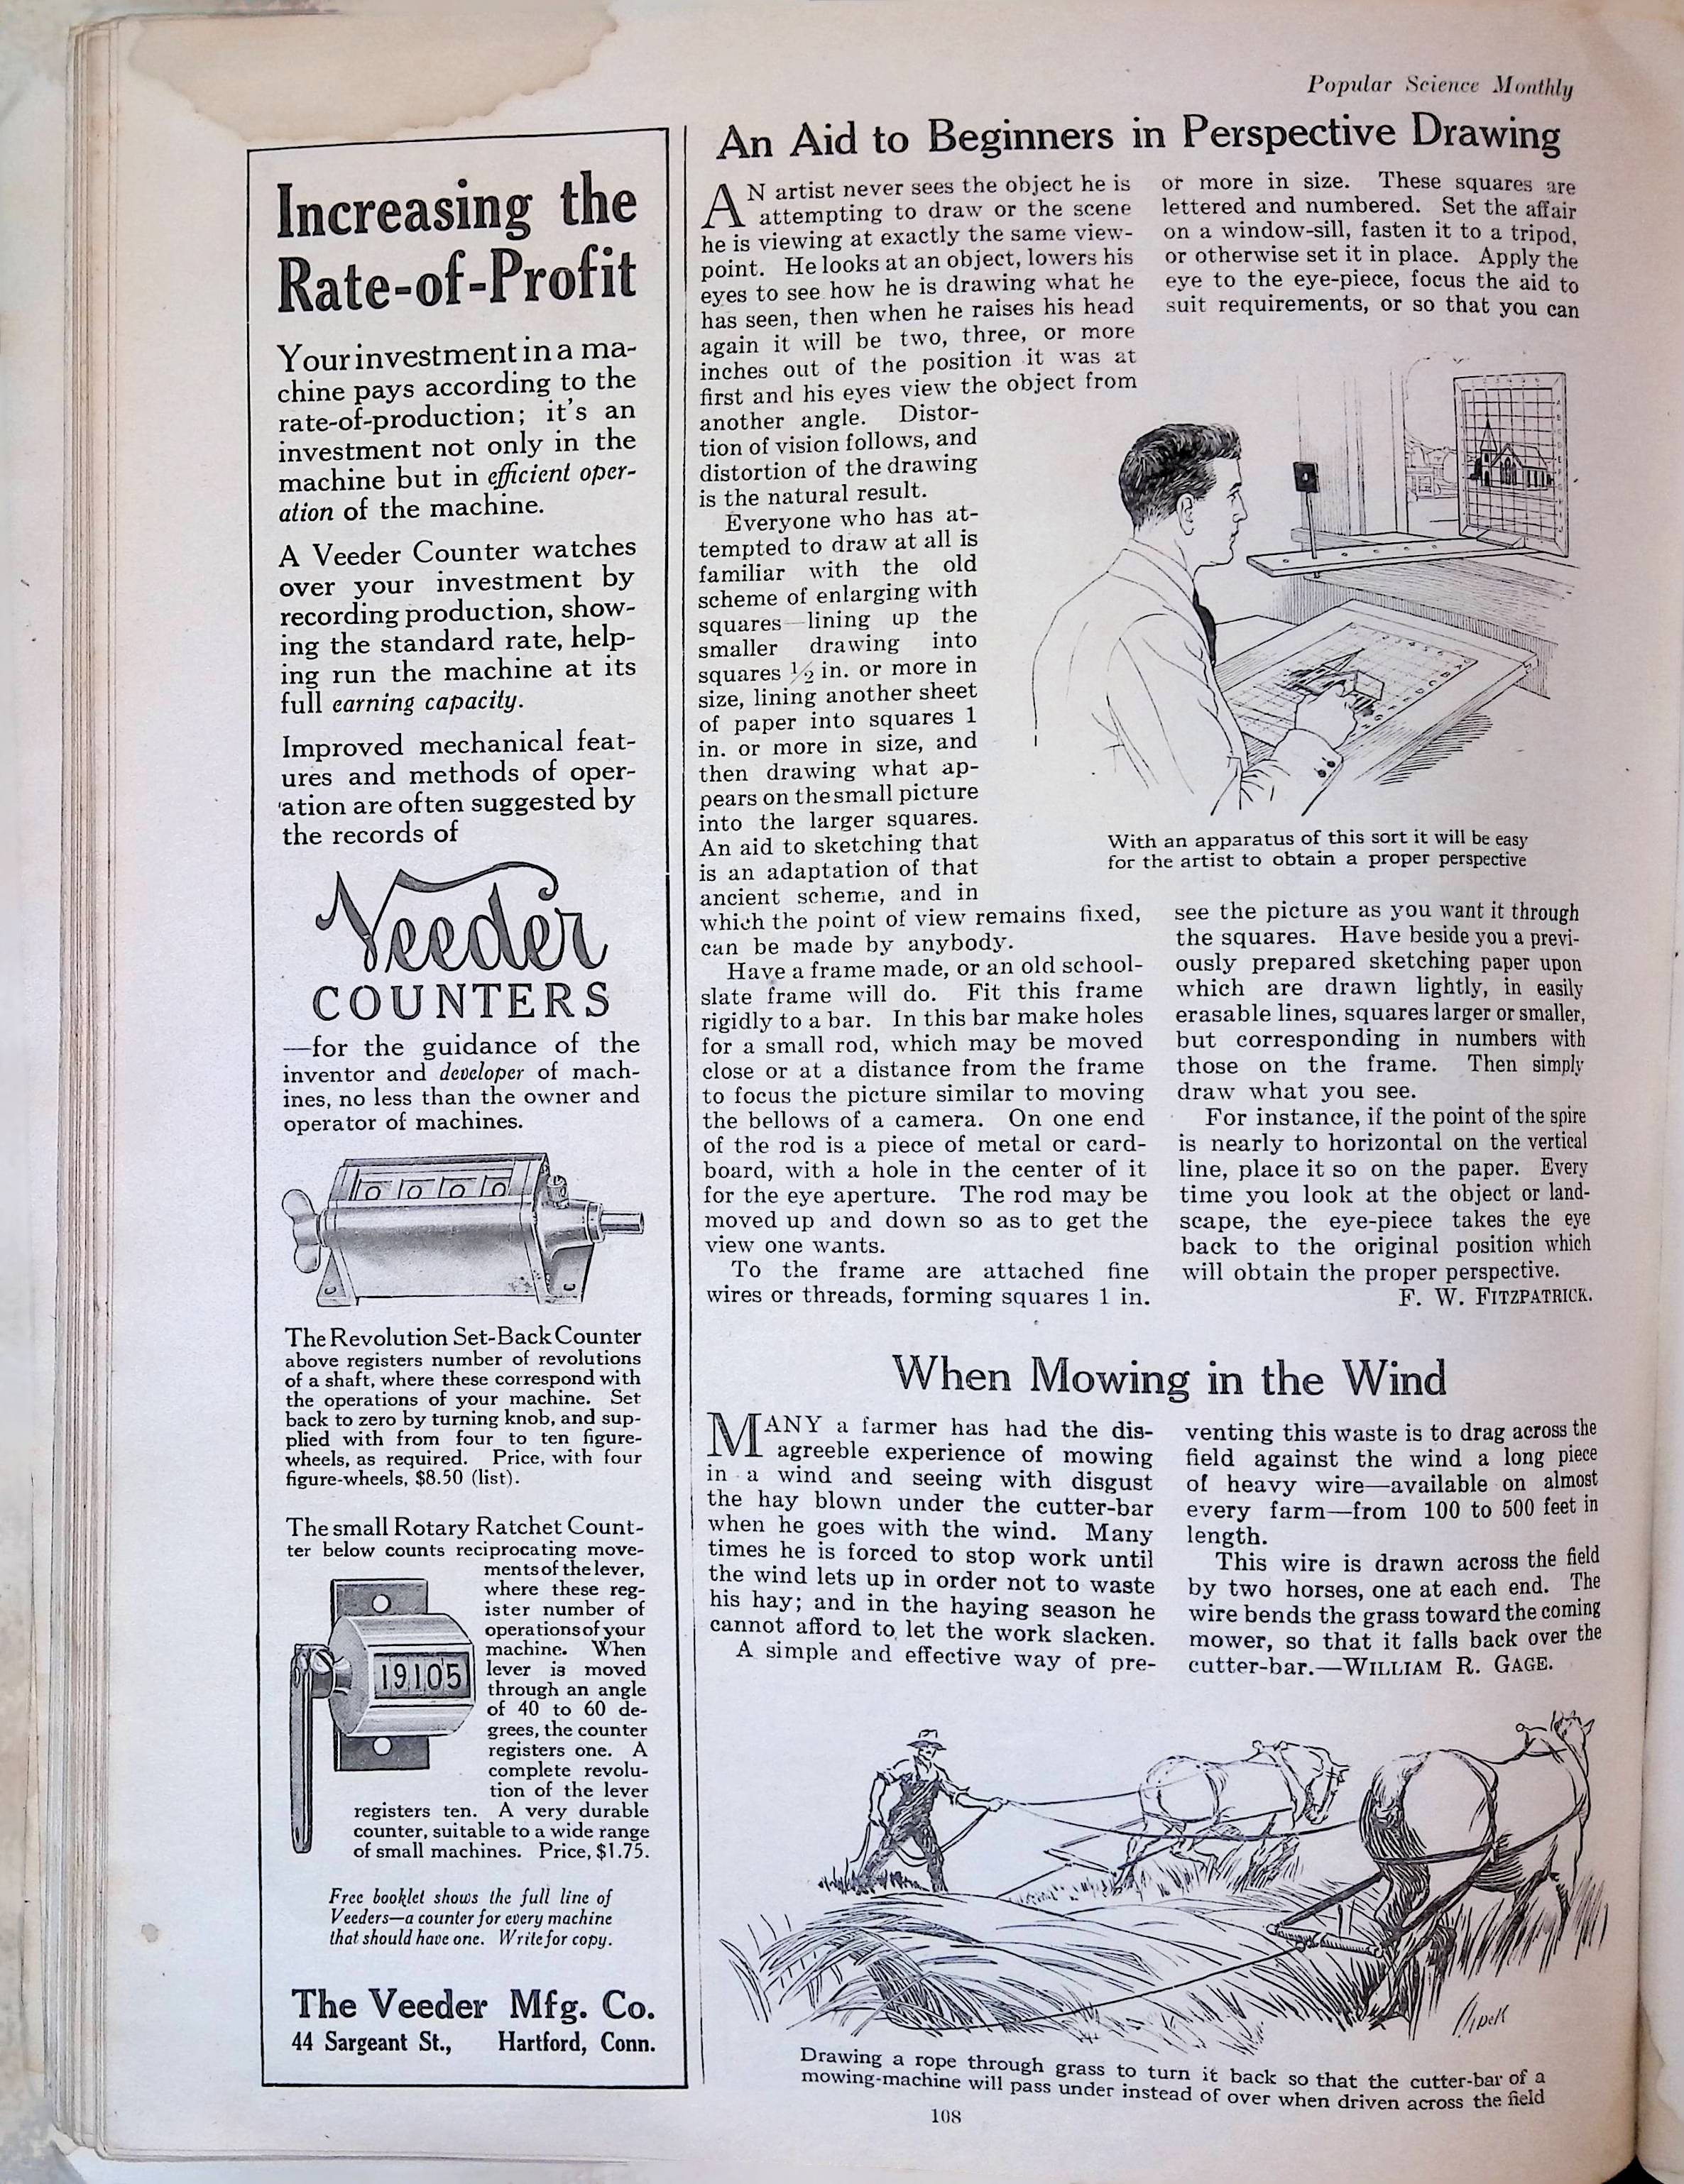 Popular Science Monthly
Increasing the
Rate-of-Profit
Your investment in a ma-
chine pays according to the
rate-of-production; it's an
investment not only in the
machine but in efficient oper-
ation of the machine.
A Veeder Counter watches
over your investment by
recording production, show-
ing the standard rate, help-
ing run the machine at its
full earning capacity.
Improved mechanical feat-
ures and methods of oper-
ation are often suggested by
the records of
Veeder
COUNTERS
—for the guidance of the
inventor and developer of mach-
ines, no less than the owner and
operator of machines.
The Revolution Set-Back Counter
above registers number of revolutions
of a shaft, where these correspond with
the operations of your machine. Set
back to zero by turning knob, and sup-
plied with from four to ten figure-
wheels, as required. Price, with four
figure-wheels, $8.50 (list).
The small Rotary Ratchet Count-
ter below counts reciprocating move-
ments of the lever,
where these reg-
ister number of
operations of your
machine. When
lever is moved
through an angle
of 40 to 60 de-
grees, the counter
registers one. A
complete revolu-
tion of the lever
registers ten. A very durable
counter, suitable to a wide range
of small machines. Price, $1.75.
19105
Free booklet shows the full line of
Veeders—a counter for every machine
that should have one. Write for copy.
The Veeder Mfg. Co.
44 Sargeant St., Hartford, Conn.
An Aid to Beginners in Perspective Drawing
AN artist never sees the object he is
attempting to draw or the scene
he is viewing at exactly the same view-
point. He looks at an object, lowers his
eyes to see how he is drawing what he
has seen, then when he raises his head
again it will be two, three, or more
inches out of the position it was at
first and his eyes view the object from
another angle. Distor-
tion of vision follows, and
distortion of the drawing
is the natural result.
Everyone who has at-
tempted to draw at all is
familiar with the old
scheme of enlarging with
squares—lining up the
smaller drawing into
squares ½ in. or more in
size, lining another sheet
of paper into squares 1
in. or more in size, and
then drawing what ap-
pears on the small picture
into the larger squares.
An aid to sketching that
is an adaptation of that
ancient scheme, and in
which the point of view remains fixed,
can be made by anybody.
Have a frame made, or an old school-
slate frame will do. Fit this frame
rigidly to a bar. In this bar make holes
for a small rod, which may be moved
close or at a distance from the frame
to focus the picture similar to moving
the bellows of a camera. On one end
of the rod is a piece of metal or card-
board, with a hole in the center of it
for the eye aperture. The rod may be
moved up and down so as to get the
view one wants.
To the frame are attached fine
wires or threads, forming squares 1 in.
or more in size. These squares are
lettered and numbered. Set the affair
on a window-sill, fasten it to a tripod,
or otherwise set it in place. Apply the
eye to the eye-piece, focus the aid to
suit requirements, or so that you can
With an apparatus of this sort it will be easy
for the artist to obtain a proper perspective
see the picture as you want it through
the squares. Have beside you a previ-
ously prepared sketching paper upon
which are drawn lightly, in easily
erasable lines, squares larger or smaller,
but corresponding in numbers with
those on the frame. Then simply
draw what you see.
For instance, if the point of the spire
is nearly to horizontal on the vertical
line, place it so on the paper. Every
time you look at the object or land-
scape, the eye-piece takes the eye
back to the original position which
will obtain the proper perspective.
F. W. FITZPATRICK.
When Mowing in the Wind
MANY a farmer has had the dis-
agreeble experience of mowing
in a wind and seeing with disgust
the hay blown under the cutter-bar
when he goes with the wind. Many
times he is forced to stop work until
the wind lets up in order not to waste
his hay; and in the haying season he
cannot afford to let the work slacken.
A simple and effective way of pre-
venting this waste is to drag across the
field against the wind a long piece
of heavy wire—available on almost
every farm—from 100 to 500 feet in
length.
This wire is drawn across the field
by two horses, one at each end. The
wire bends the grass toward the coming
mower, so that it falls back over the
cutter-bar.—WILLIAM R. GAGE.
Drawing a rope through grass to turn it back so that the cutter-bar of a
mowing-machine will pass under instead of over when driven across the field
108